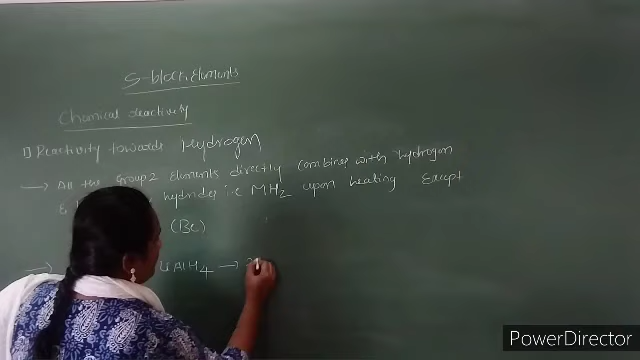 S-block Elements
Chemical reactivity
1) Reactivity towards Hydrogen
→ All the group 2 Elements directly combines with hydrogen
& hydrides i.e MH2 upon heating Except
(Be)
→ LiAlH4 →
PowerDirector